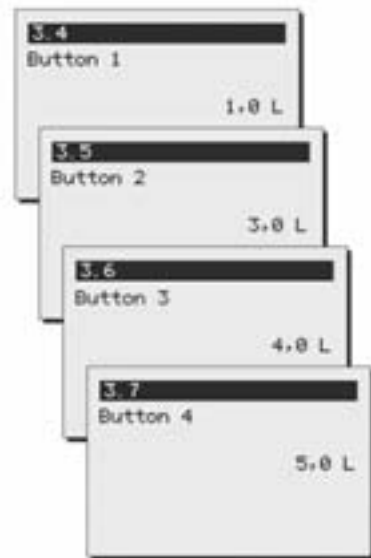 3.4
Button 1
1,0 L
3.5
Button 2
3,0 L
3.6
Button 3
4,0 L
3.7
Button 4
5,0 L